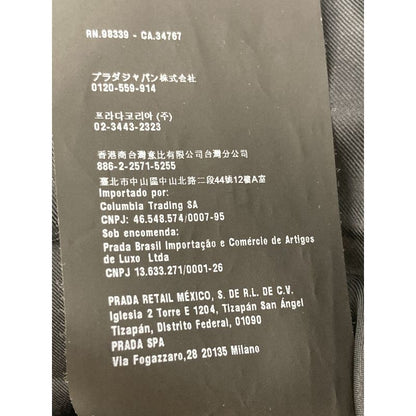 RN.98339 - CA.34767
プラダジャパン株式会社
0120-559-914
프라다코리아 (주)
02-3443-2323
香港商台灣壹比有限公司台灣分公司
886-2-2571-5255
臺北市中山區中山北路二段44號12樓A室
Importado por:
Columbia Trading SA
CNPJ: 46.548.574/0007-95
Sob encomenda:
Prada Brasil Importação e Comércio de Artigos
de Luxo Ltda
CNPJ 13.633.271/0001-26
PRADA RETAIL MÉXICO, S. DE R.L. DE C.V.
Iglesia 2 Torre E 1204, Tizapán San Ángel
Tizapán, Distrito Federal, 01090
PRADA SPA
Via Fogazzaro,28 20135 Milano